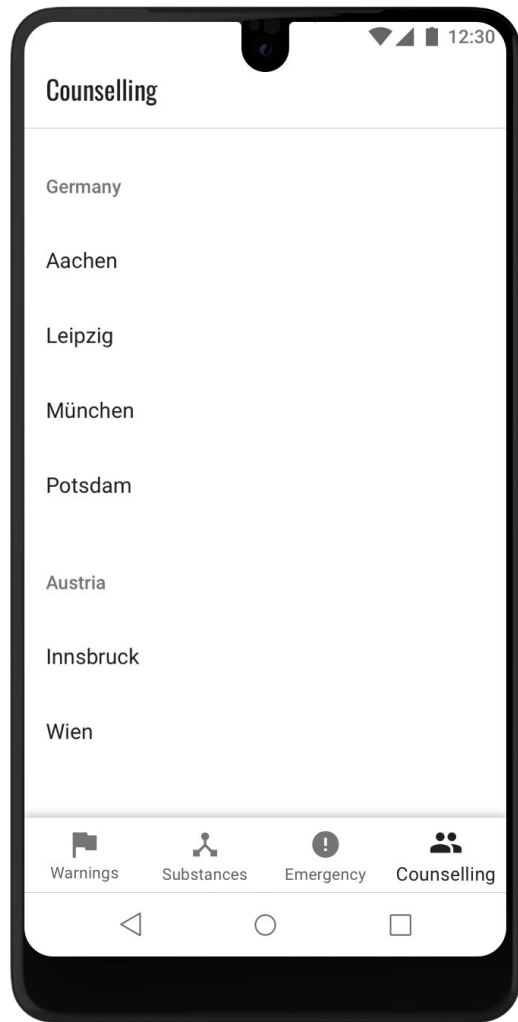 12:30
Counselling
Germany
Aachen
Leipzig
München
Potsdam
Austria
Innsbruck
Wien
Warnings Substances Emergency Counselling